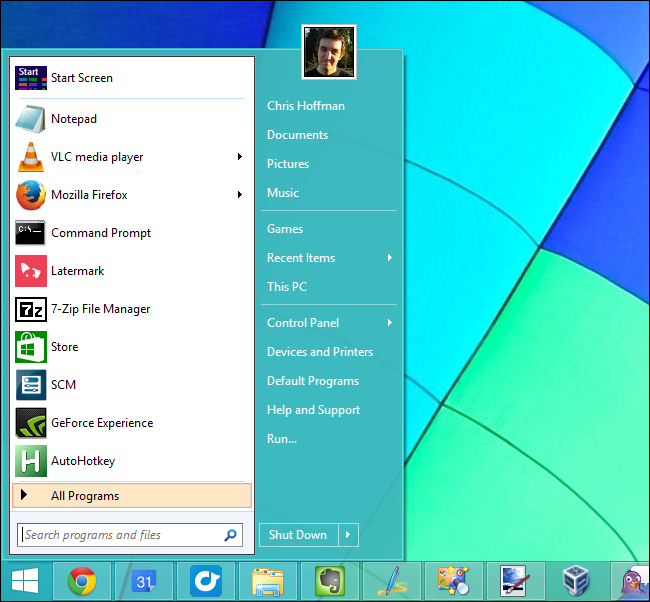 Start
Start Screen
Notepad
VLC media player
Mozilla Firefox
C:\
Command Prompt
Latermark
7z
7-Zip File Manager
Store
SCM
GeForce Experience
H
AutoHotkey
All Programs
Search programs and files
Chris Hoffman
Documents
Pictures
Music
Games
Recent Items
This PC
Control Panel
Devices and Printers
Default Programs
Help and Support
Run...
Shut Down
31